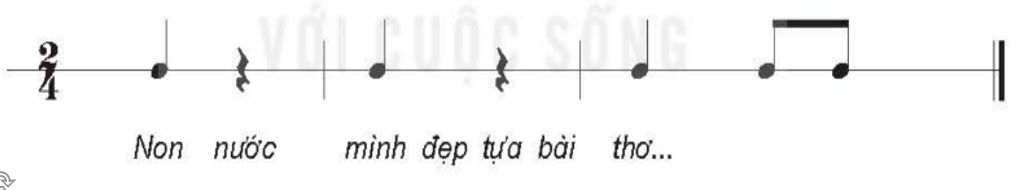 VỚI CUỘC SỐNG
2
4
Non nước mình đẹp tựa bài thơ...